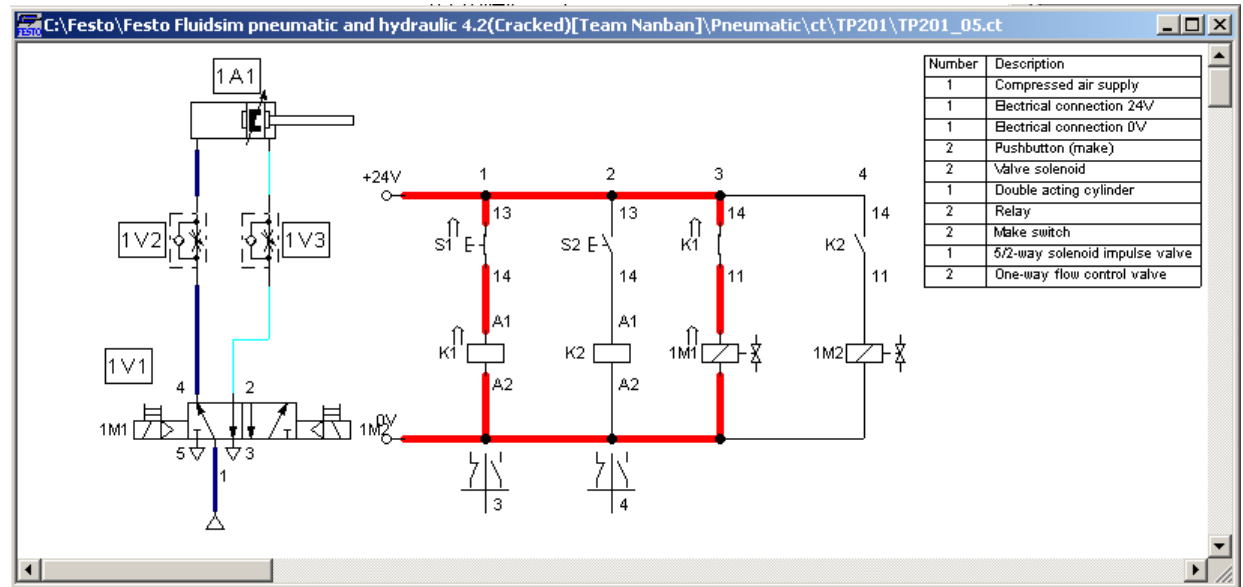 C:\Festo\Festo Fluidsim pneumatic and hydraulic 4.2(Cracked)[Team Nanban]\Pneumatic\ct\TP201\TP201_05.ct
FESTO
1A1
Number Description
1 Compressed air supply
1 Electrical connection 24V
1 Electrical connection 0V
2 Pushbutton (make)
2 Valve solenoid
1 Double acting cylinder
2 Relay
2 Make switch
1 5/2-way solenoid impulse valve
2 One-way flow control valve
+24V 1 2 3 4
13 13 14 14
1V2 1V3 S1 S2 K1 K2
14 14 11 11
A1 A1
1V1 K1 K2 1M1 1M2
A2 A2
4 2
0V
1M1 1M2
5 3
1
3 4